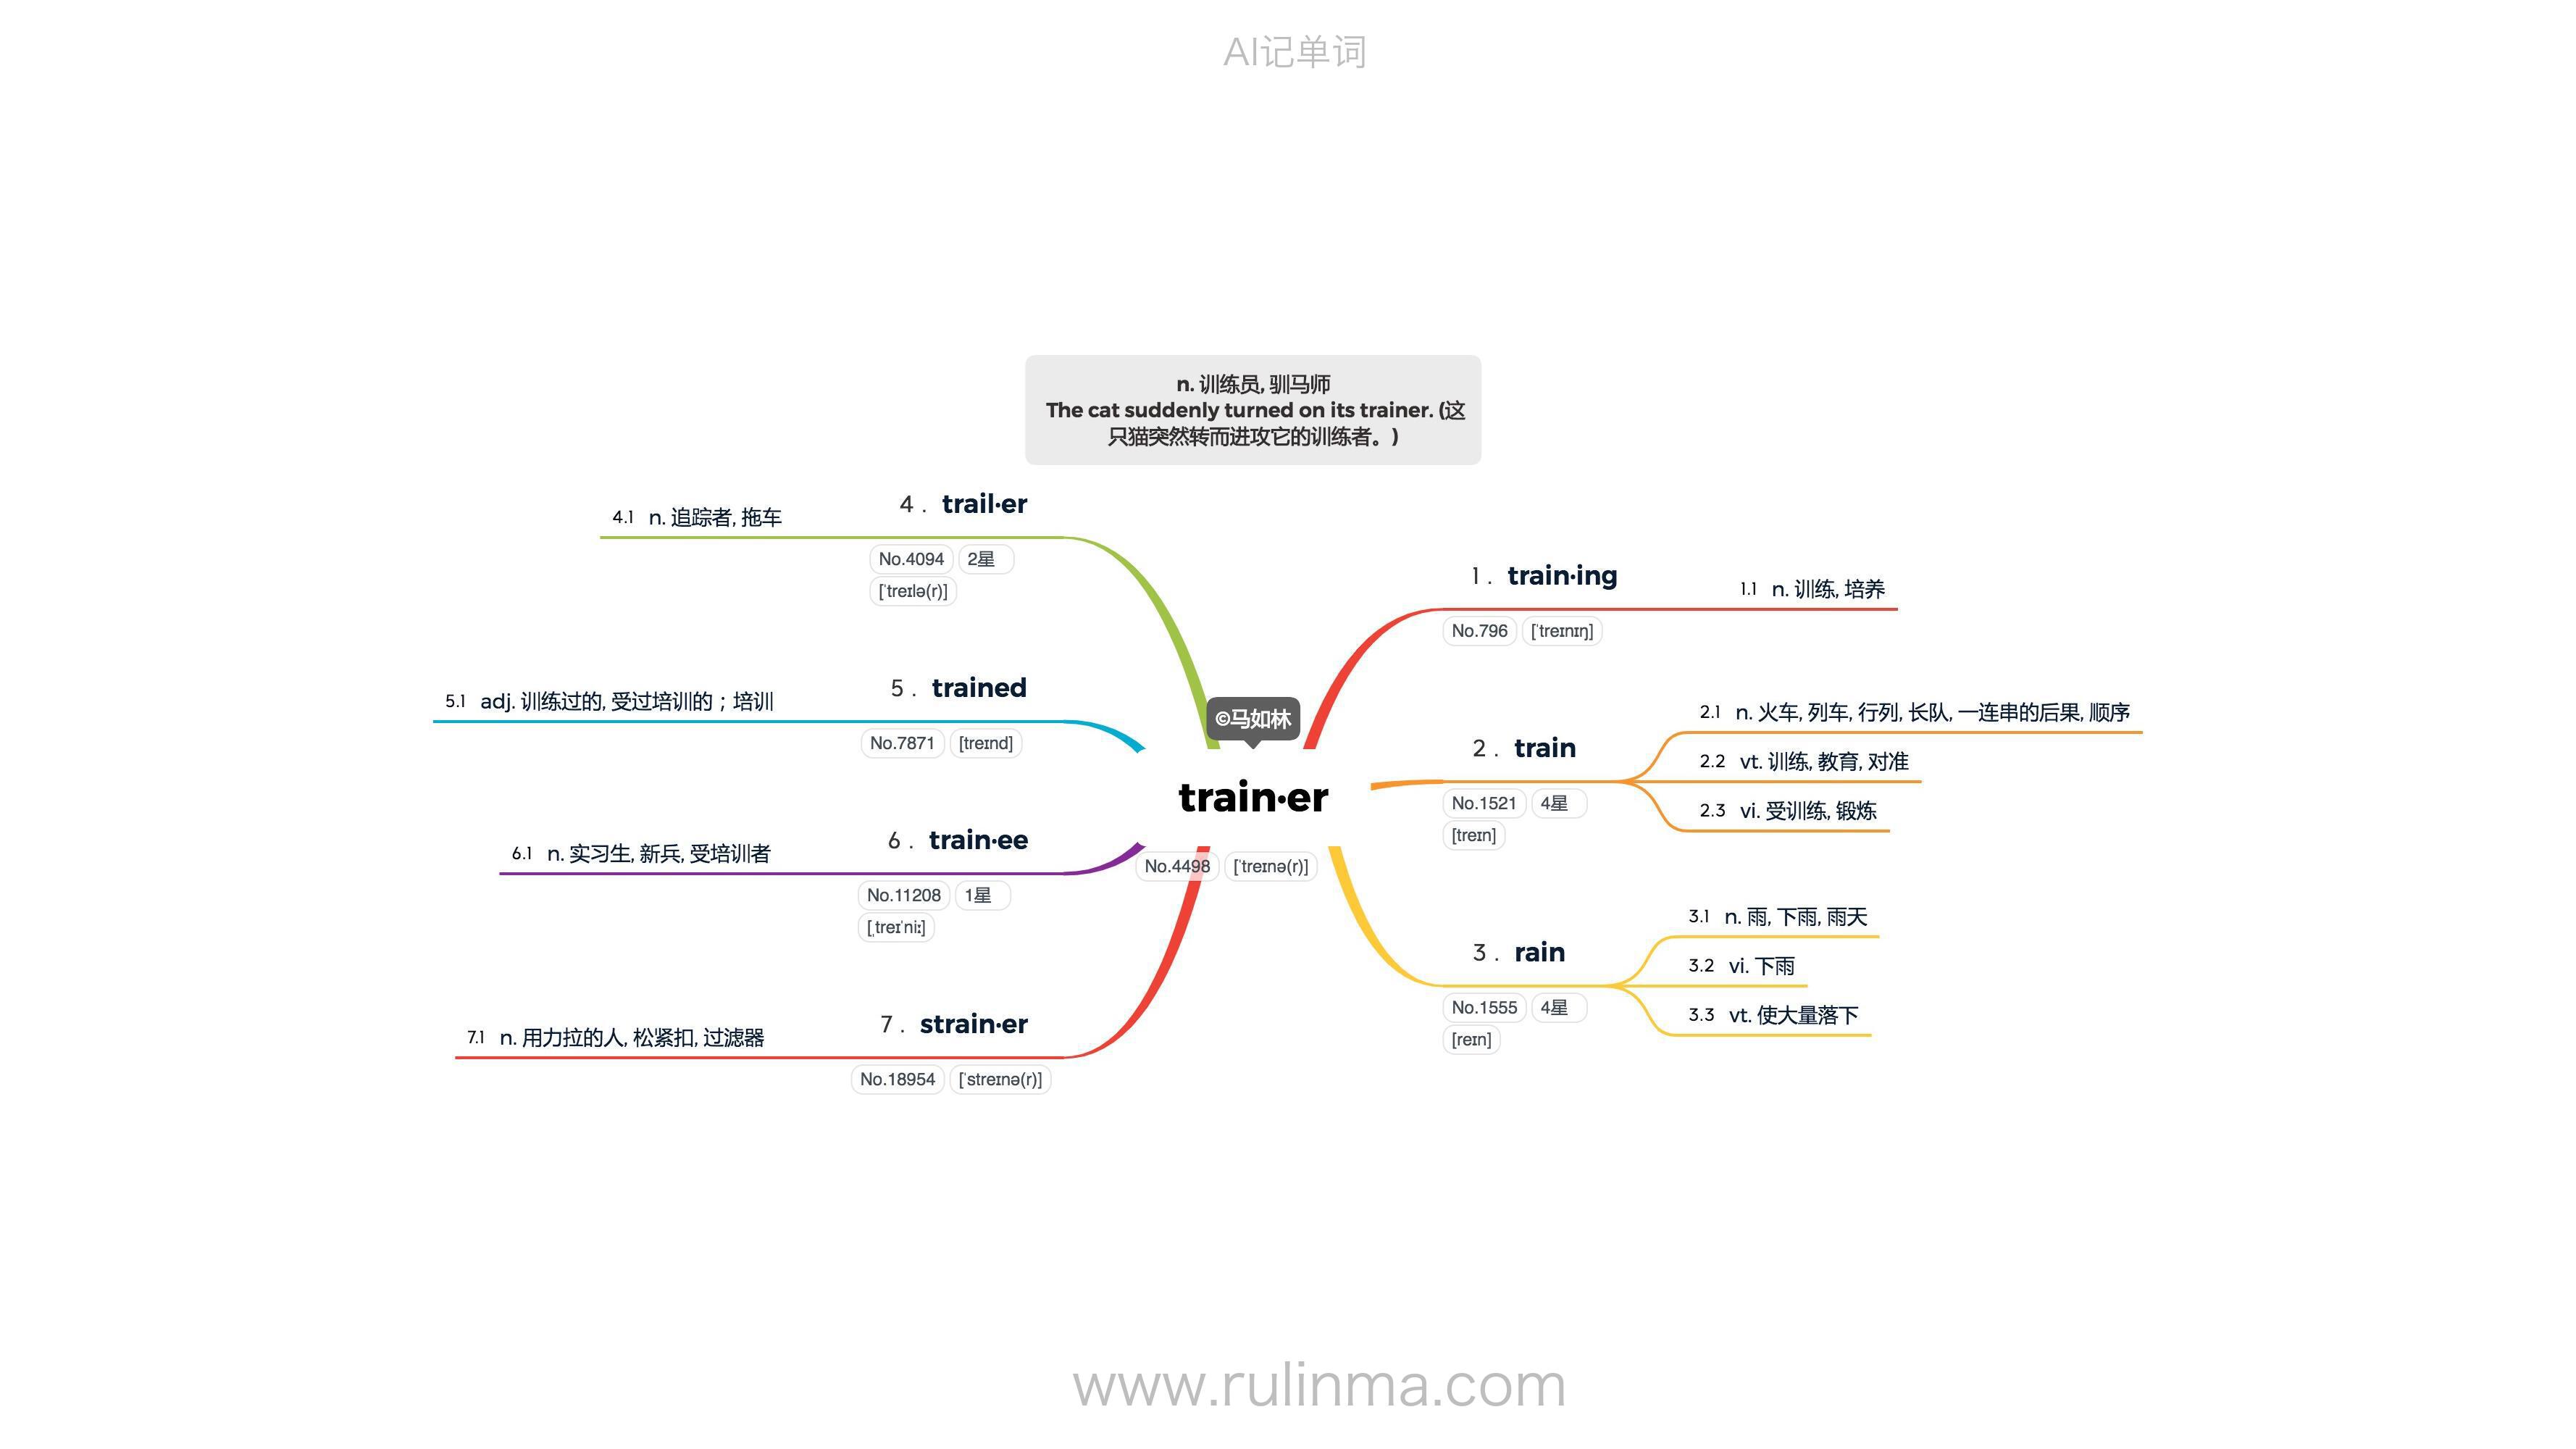 AI记单词
n. 训练员, 驯马师
The cat suddenly turned on its trainer. (这
只猫突然转而进攻它的训练者。)
©马如林
train·er
No.4498 ['treɪnə(r)]
1. train·ing
No.796 ['treɪnɪŋ]
1.1 n. 训练, 培养
2. train
No.1521 4星
[treɪn]
2.1 n. 火车, 列车, 行列, 长队, 一连串的后果, 顺序
2.2 vt. 训练, 教育, 对准
2.3 vi. 受训练, 锻炼
3. rain
No.1555 4星
[reɪn]
3.1 n. 雨, 下雨, 雨天
3.2 vi. 下雨
3.3 vt. 使大量落下
4. trail·er
No.4094 2星
['treɪlə(r)]
4.1 n. 追踪者, 拖车
5. trained
No.7871 [treɪnd]
5.1 adj. 训练过的, 受过培训的；培训
6. train·ee
No.11208 1星
[ˌtreɪˈniː]
6.1 n. 实习生, 新兵, 受培训者
7. strain·er
No.18954 ['streɪnə(r)]
7.1 n. 用力拉的人, 松紧扣, 过滤器
www.rulinma.com